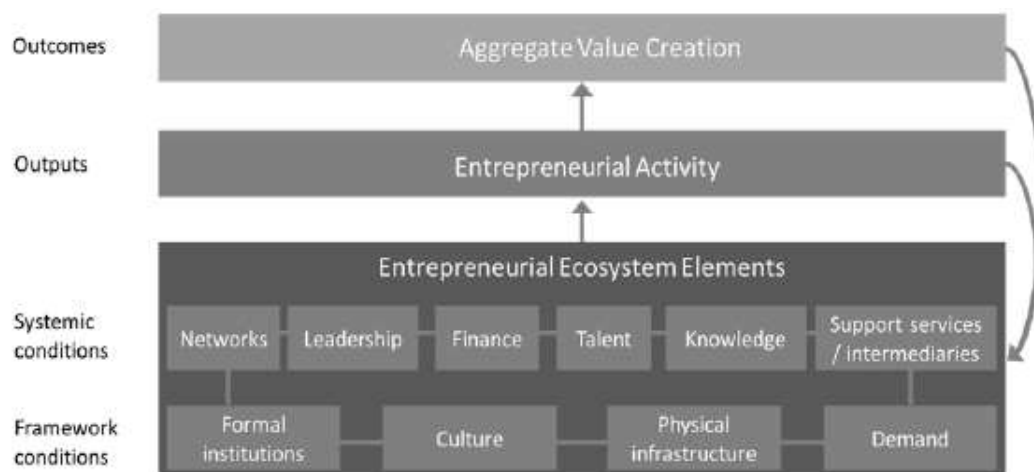 Outcomes
Aggregate Value Creation
Outputs
Entrepreneurial Activity
Entrepreneurial Ecosystem Elements
Systemic
conditions
Networks
Leadership
Finance
Talent
Knowledge
Support services
/ intermediaries
Framework
conditions
Formal
institutions
Culture
Physical
infrastructure
Demand